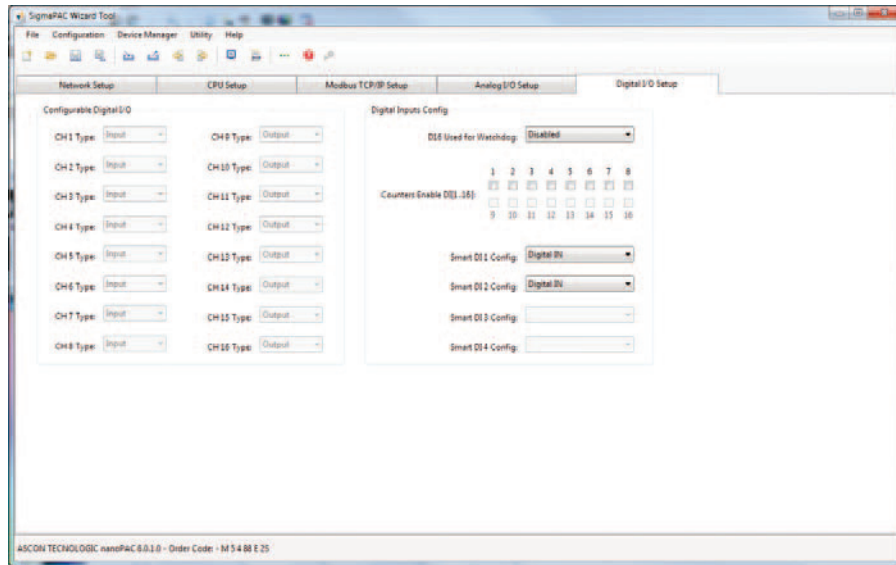 SigmaPAC Wizard Tool
File Configuration Device Manager Utility Help
Network Setup CPU Setup Modbus TCP/IP Setup Analog I/O Setup Digital I/O Setup
Configurable Digital I/O
CH 1 Type: Input CH 9 Type: Output
CH 2 Type: Input CH 10 Type: Output
CH 3 Type: Input CH 11 Type: Output
CH 4 Type: Input CH 12 Type: Output
CH 5 Type: Input CH 13 Type: Output
CH 6 Type: Input CH 14 Type: Output
CH 7 Type: Input CH 15 Type: Output
CH 8 Type: Input CH 16 Type: Output
Digital Inputs Config
DI8 Used for Watchdog: Disabled
1 2 3 4 5 6 7 8
Counters Enable DI[1..16]:
9 10 11 12 13 14 15 16
Smart DI 1 Config: Digital IN
Smart DI 2 Config: Digital IN
Smart DI 3 Config:
Smart DI 4 Config:
ASCON TECNOLOGIC nanoPAC 6.0.1.0 - Order Code: - M 5 4 88 E 25